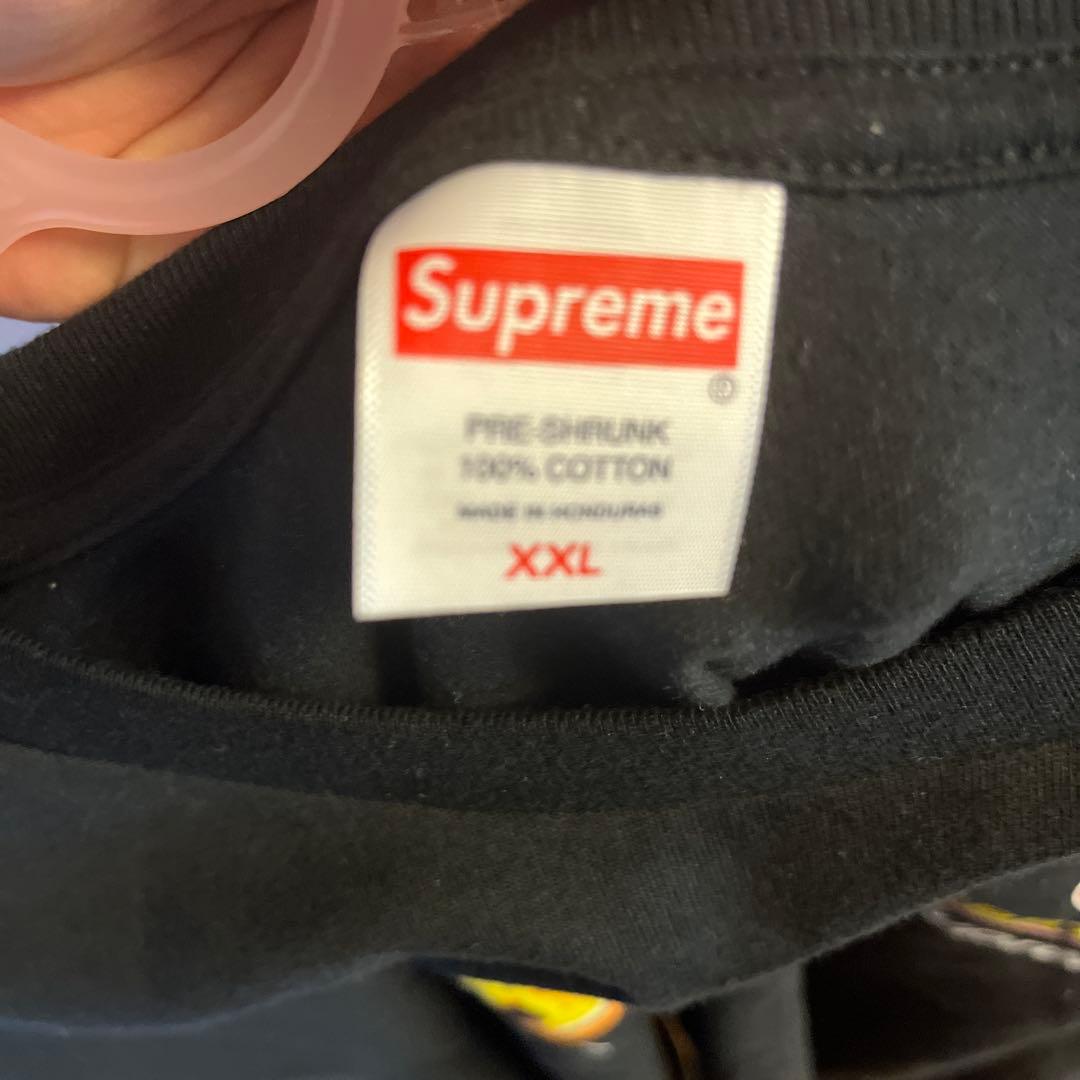 Supreme
®
PRE-SHRUNK
100% COTTON
MADE IN HONDURAS
XXL